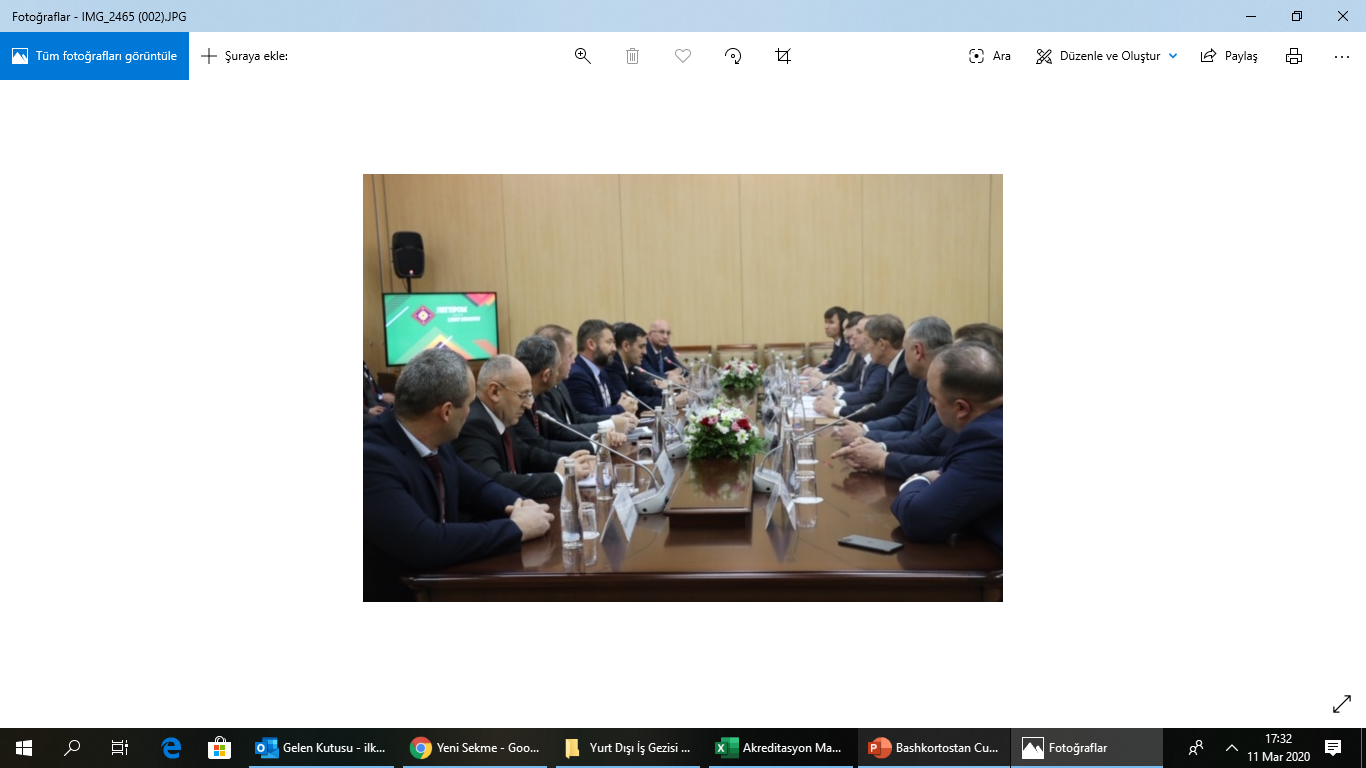 Fotoğraflar - IMG_2465 (002).JPG
Tüm fotoğrafları görüntüle
Şuraya ekle:
Ara
Düzenle ve Oluştur
Paylaş
Gelen Kutusu - ilk...
Yeni Sekme - Goo...
Yurt Dışı İş Gezisi ...
Akreditasyon Ma...
Bashkortostan Cu...
Fotoğraflar
17:32
11 Mar 2020